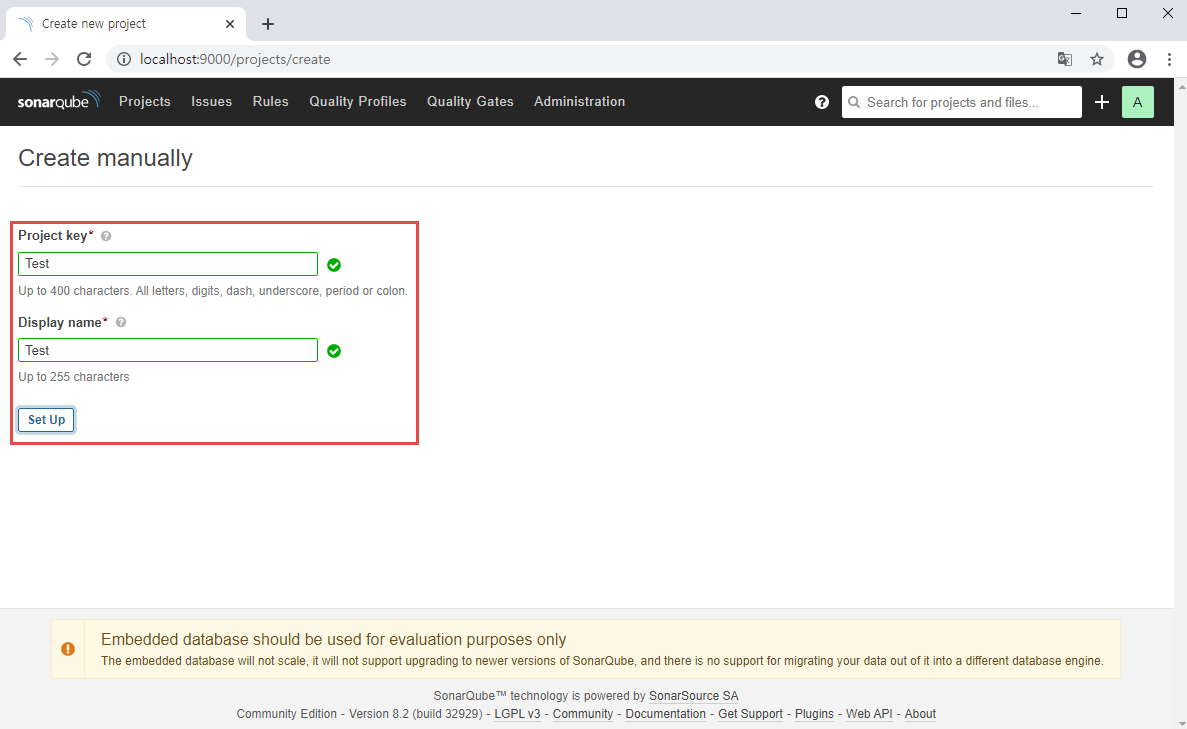 Create new project
localhost:9000/projects/create
sonarqube Projects Issues Rules Quality Profiles Quality Gates Administration ? Search for projects and files... A
Create manually
Project key* ?
Test
Up to 400 characters. All letters, digits, dash, underscore, period or colon.
Display name* ?
Test
Up to 255 characters
Set Up
Embedded database should be used for evaluation purposes only
The embedded database will not scale, it will not support upgrading to newer versions of SonarQube, and there is no support for migrating your data out of it into a different database engine.
SonarQube™ technology is powered by SonarSource SA
Community Edition - Version 8.2 (build 32929) - LGPL v3 - Community - Documentation - Get Support - Plugins - Web API - About